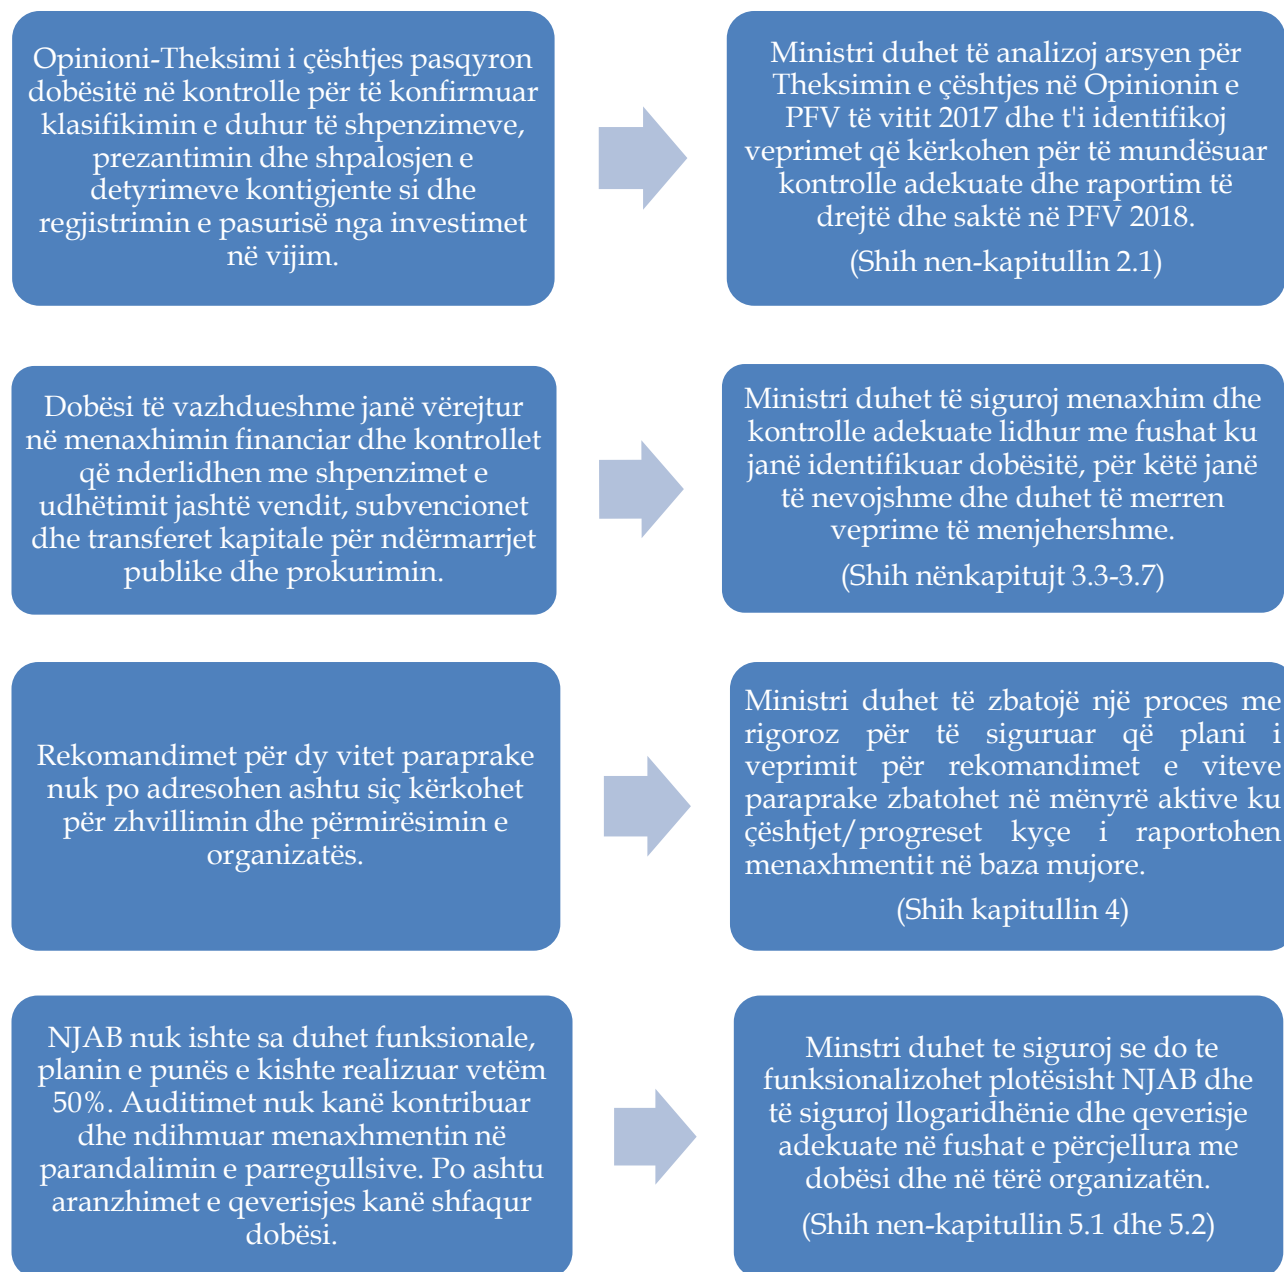 Opinioni-Theksimi i çështjes pasqyron
dobësitë në kontrolle për të konfirmuar
klasifikimin e duhur të shpenzimeve,
prezantimin dhe shpalosjen e
detyrimeve kontigjente si dhe
regjistrimin e pasurisë nga investimet
në vijim.
Ministri duhet të analizoj arsyen për
Theksimin e çështjes në Opinionin e
PFV të vitit 2017 dhe t'i identifikoj
veprimet që kërkohen për të mundësuar
kontrolle adekuate dhe raportim të
drejtë dhe saktë në PFV 2018.
(Shih nen-kapitullin 2.1)
Dobësi të vazhdueshme janë vërejtur
në menaxhimin financiar dhe kontrollet
që nderlidhen me shpenzimet e
udhëtimit jashtë vendit, subvencionet
dhe transferet kapitale për ndërmarrjet
publike dhe prokurimin.
Ministri duhet të siguroj menaxhim dhe
kontrolle adekuate lidhur me fushat ku
janë identifikuar dobësitë, për këtë janë
të nevojshme dhe duhet të merren
veprime të menjehershme.
(Shih nënkapitujt 3.3-3.7)
Rekomandimet për dy vitet paraprake
nuk po adresohen ashtu siç kërkohet
për zhvillimin dhe përmirësimin e
organizatës.
Ministri duhet të zbatojë një proces me
rigoroz për të siguruar që plani i
veprimit për rekomandimet e viteve
paraprake zbatohet në mënyrë aktive ku
çështjet/progreset kyçe i raportohen
menaxhmentit në baza mujore.
(Shih kapitullin 4)
NJAB nuk ishte sa duhet funksionale,
planin e punës e kishte realizuar vetëm
50%. Auditimet nuk kanë kontribuar
dhe ndihmuar menaxhmentin në
parandalimin e parregullsive. Po ashtu
aranzhimet e qeverisjes kanë shfaqur
dobësi.
Minstri duhet te siguroj se do te
funksionalizohet plotësisht NJAB dhe
të siguroj llogaridhënie dhe qeverisje
adekuate në fushat e përcjellura me
dobësi dhe në tërë organizatën.
(Shih nen-kapitullin 5.1 dhe 5.2)